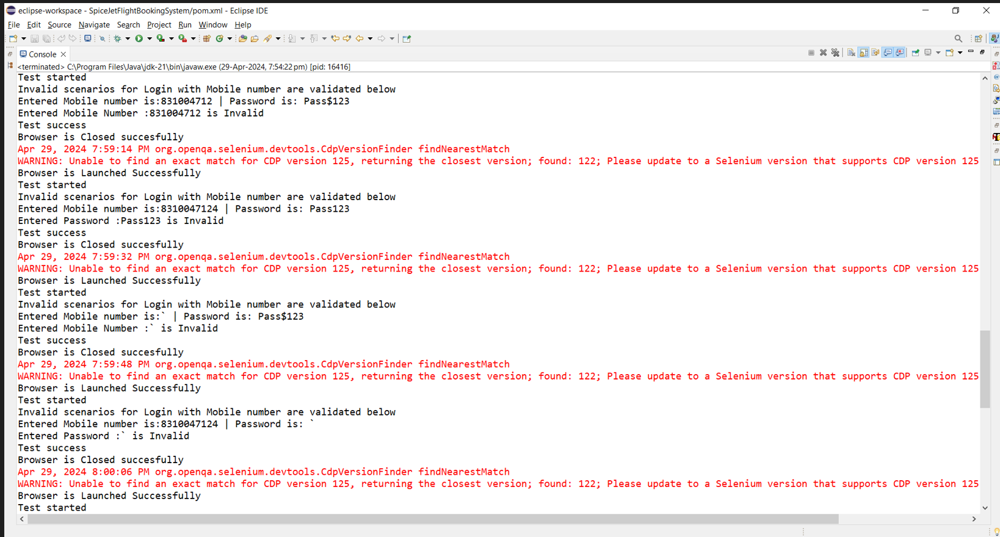 eclipse-workspace - SpiceJetFlightBookingSystem/pom.xml - Eclipse IDE
File Edit Source Navigate Search Project Run Window Help
Console
<terminated> C:\Program Files\Java\jdk-21\bin\javaw.exe (29-Apr-2024, 7:54:22 pm) [pid: 16416]
Test started
Invalid scenarios for Login with Mobile number are validated below
Entered Mobile number is:831004712 | Password is: Pass$123
Entered Mobile Number :831004712 is Invalid
Test success
Browser is Closed succesfully
Apr 29, 2024 7:59:14 PM org.openqa.selenium.devtools.CdpVersionFinder findNearestMatch
WARNING: Unable to find an exact match for CDP version 125, returning the closest version; found: 122; Please update to a Selenium version that supports CDP version 125
Browser is Launched Successfully
Test started
Invalid scenarios for Login with Mobile number are validated below
Entered Mobile number is:8310047124 | Password is: Pass123
Entered Password :Pass123 is Invalid
Test success
Browser is Closed succesfully
Apr 29, 2024 7:59:32 PM org.openqa.selenium.devtools.CdpVersionFinder findNearestMatch
WARNING: Unable to find an exact match for CDP version 125, returning the closest version; found: 122; Please update to a Selenium version that supports CDP version 125
Browser is Launched Successfully
Test started
Invalid scenarios for Login with Mobile number are validated below
Entered Mobile number is:` | Password is: Pass$123
Entered Mobile Number :` is Invalid
Test success
Browser is Closed succesfully
Apr 29, 2024 7:59:48 PM org.openqa.selenium.devtools.CdpVersionFinder findNearestMatch
WARNING: Unable to find an exact match for CDP version 125, returning the closest version; found: 122; Please update to a Selenium version that supports CDP version 125
Browser is Launched Successfully
Test started
Invalid scenarios for Login with Mobile number are validated below
Entered Mobile number is:8310047124 | Password is: `
Entered Password :` is Invalid
Test success
Browser is Closed succesfully
Apr 29, 2024 8:00:06 PM org.openqa.selenium.devtools.CdpVersionFinder findNearestMatch
WARNING: Unable to find an exact match for CDP version 125, returning the closest version; found: 122; Please update to a Selenium version that supports CDP version 125
Browser is Launched Successfully
Test started